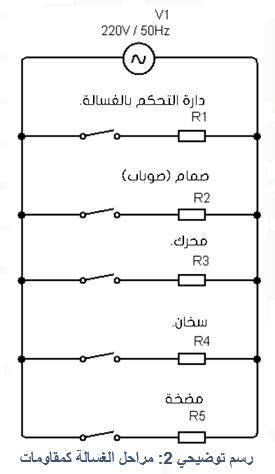 V1
220V / 50Hz
دارة التحكم بالغسالة.
R1
صمام (صوباب)
R2
محرك.
R3
سخان.
R4
مضخة
R5
رسم توضيحي 2: مراحل الغسالة كمقاومات